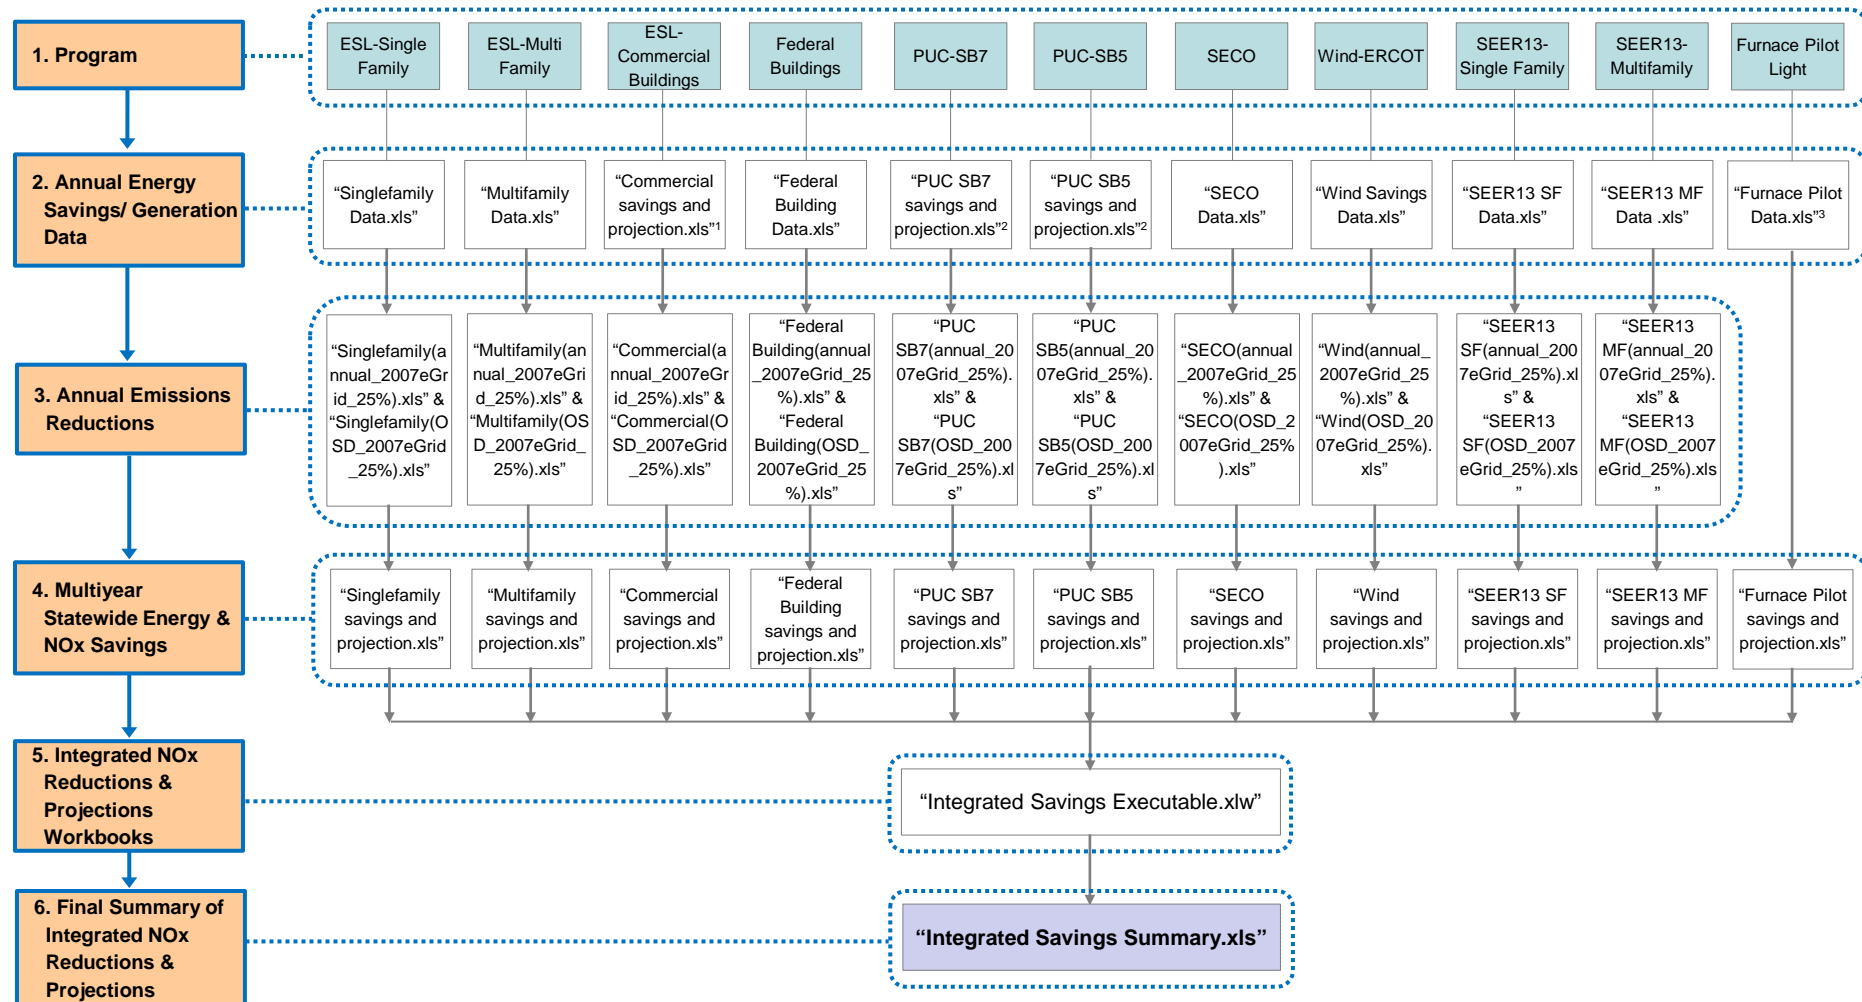 1. Program
ESL-Single
Family
ESL-Multi
Family
ESL-
Commercial
Buildings
Federal
Buildings
PUC-SB7
PUC-SB5
SECO
Wind-ERCOT
SEER13-
Single Family
SEER13-
Multifamily
Furnace Pilot
Light
2. Annual Energy
Savings/ Generation
Data
“Singlefamily
Data.xls”
“Multifamily
Data.xls”
“Commercial
savings and
projection.xls”1
“Federal
Building
Data.xls”
“PUC SB7
savings and
projection.xls”2
“PUC SB5
savings and
projection.xls”2
“SECO
Data.xls”
“Wind Savings
Data.xls”
“SEER13 SF
Data.xls”
“SEER13 MF
Data .xls”
“Furnace Pilot
Data.xls”3
3. Annual Emissions
Reductions
“Singlefamily(a
nnual_2007eGr
id_25%).xls” &
“Singlefamily(O
SD_2007eGrid
_25%).xls”
“Multifamily(an
nual_2007eGri
d_25%).xls” &
“Multifamily(OS
D_2007eGrid_
25%).xls”
“Commercial(a
nnual_2007eG
rid_25%).xls” &
“Commercial(O
SD_2007eGrid
_25%).xls”
“Federal
Building(annual
_2007eGrid_25
%).xls” &
“Federal
Building(OSD_
2007eGrid_25
%).xls”
“PUC
SB7(annual_20
07eGrid_25%).
xls” &
“PUC
SB7(OSD_200
7eGrid_25%).xl
s”
“PUC
SB5(annual_20
07eGrid_25%).
xls” &
“PUC
SB5(OSD_200
7eGrid_25%).xl
s”
“SECO(annual
_2007eGrid_25
%).xls” &
“SECO(OSD_2
007eGrid_25%
).xls”
“Wind(annual_
2007eGrid_25
%).xls” &
“Wind(OSD_20
07eGrid_25%).
xls”
“SEER13
SF(annual_200
7eGrid_25%).xl
s” &
“SEER13
SF(OSD_2007
eGrid_25%).xls
”
“SEER13
MF(annual_20
07eGrid_25%).
xls” &
“SEER13
MF(OSD_2007
eGrid_25%).xls
”
4. Multiyear
Statewide Energy &
NOx Savings
“Singlefamily
savings and
projection.xls”
“Multifamily
savings and
projection.xls”
“Commercial
savings and
projection.xls”
“Federal
Building
savings and
projection.xls”
“PUC SB7
savings and
projection.xls”
“PUC SB5
savings and
projection.xls”
“SECO
savings and
projection.xls”
“Wind
savings and
projection.xls”
“SEER13 SF
savings and
projection.xls”
“SEER13 MF
savings and
projection.xls”
“Furnace Pilot
savings and
projection.xls”
5. Integrated NOx
Reductions &
Projections
Workbooks
“Integrated Savings Executable.xlw”
6. Final Summary of
Integrated NOx
Reductions &
Projections
“Integrated Savings Summary.xls”